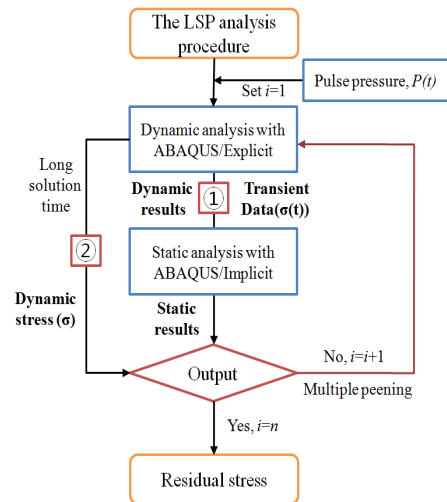 The LSP analysis
procedure
Pulse pressure, P(t)
Set i=1
Dynamic analysis with
ABAQUS/Explicit
Long
solution
time
Dynamic
results
①
Transient
Data(σ(t))
②
Static analysis with
ABAQUS/Implicit
Dynamic
stress (σ)
Static
results
Output
No, i=i+1
Multiple peening
Yes, i=n
Residual stress